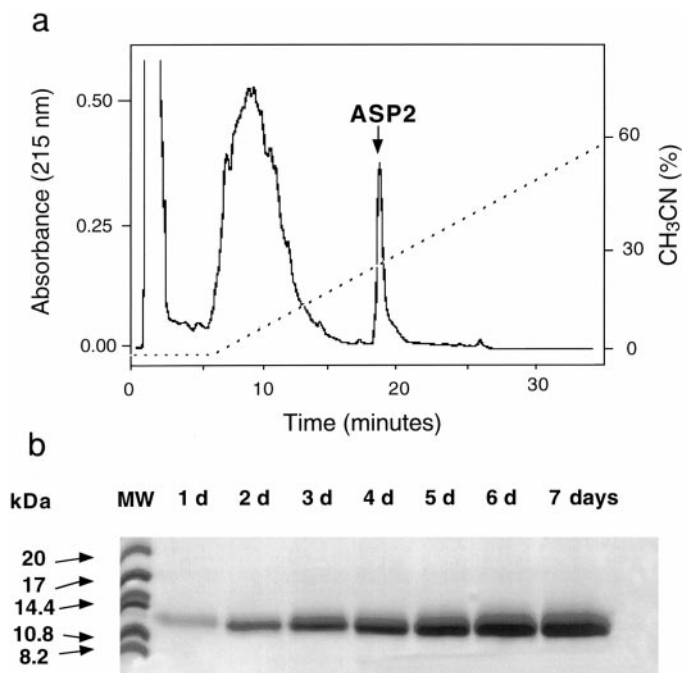 a
ASP2
Absorbance (215 nm)
0.50
0.25
0.00
CH₃CN (%)
60
30
0
0 10 20 30
Time (minutes)
b
kDa MW 1 d 2 d 3 d 4 d 5 d 6 d 7 days
20
17
14.4
10.8
8.2